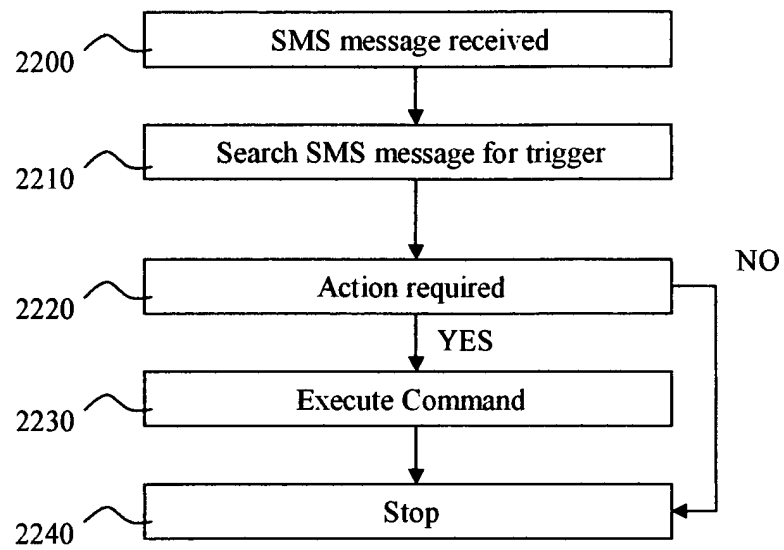 SMS message received
2200
Search SMS message for trigger
2210
NO
Action required
2220
YES
Execute Command
2230
Stop
2240